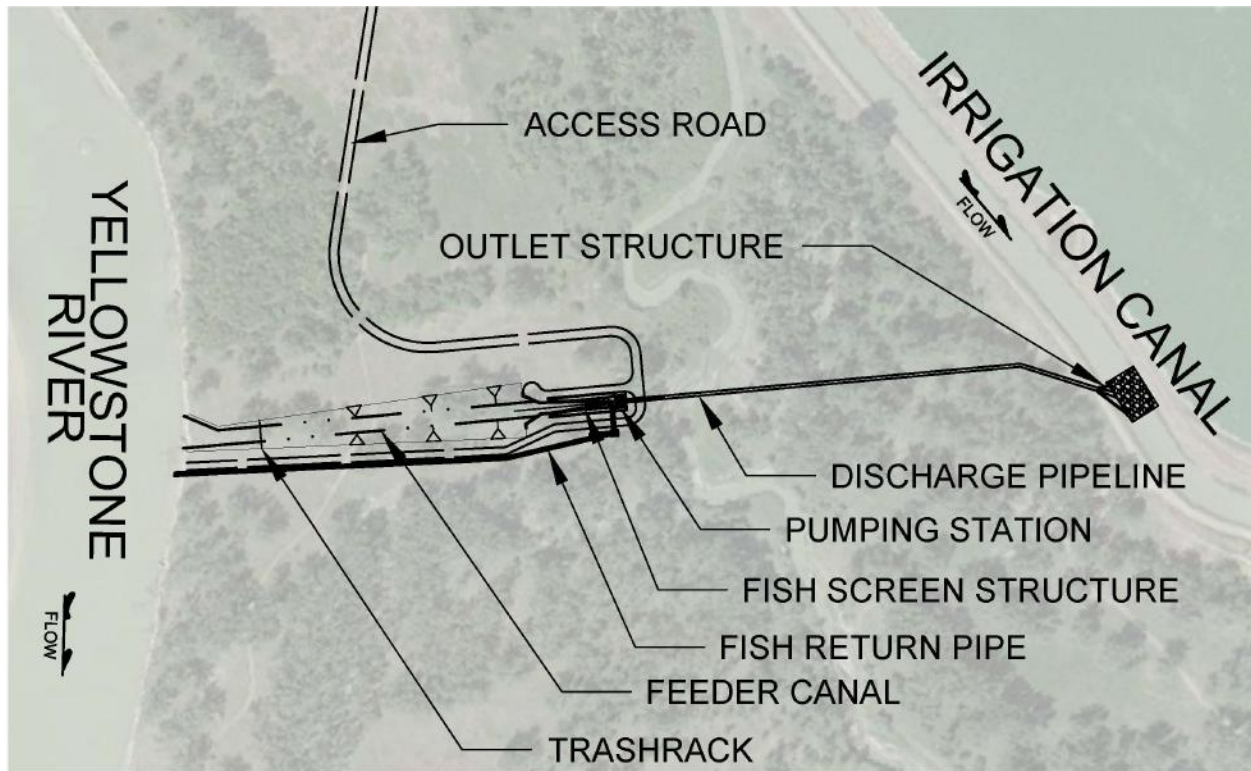 ACCESS ROAD
IRRIGATION CANAL
FLOW
OUTLET STRUCTURE
YELLOWSTONE
RIVER
DISCHARGE PIPELINE
PUMPING STATION
FISH SCREEN STRUCTURE
FISH RETURN PIPE
FEEDER CANAL
TRASHRACK
FLOW